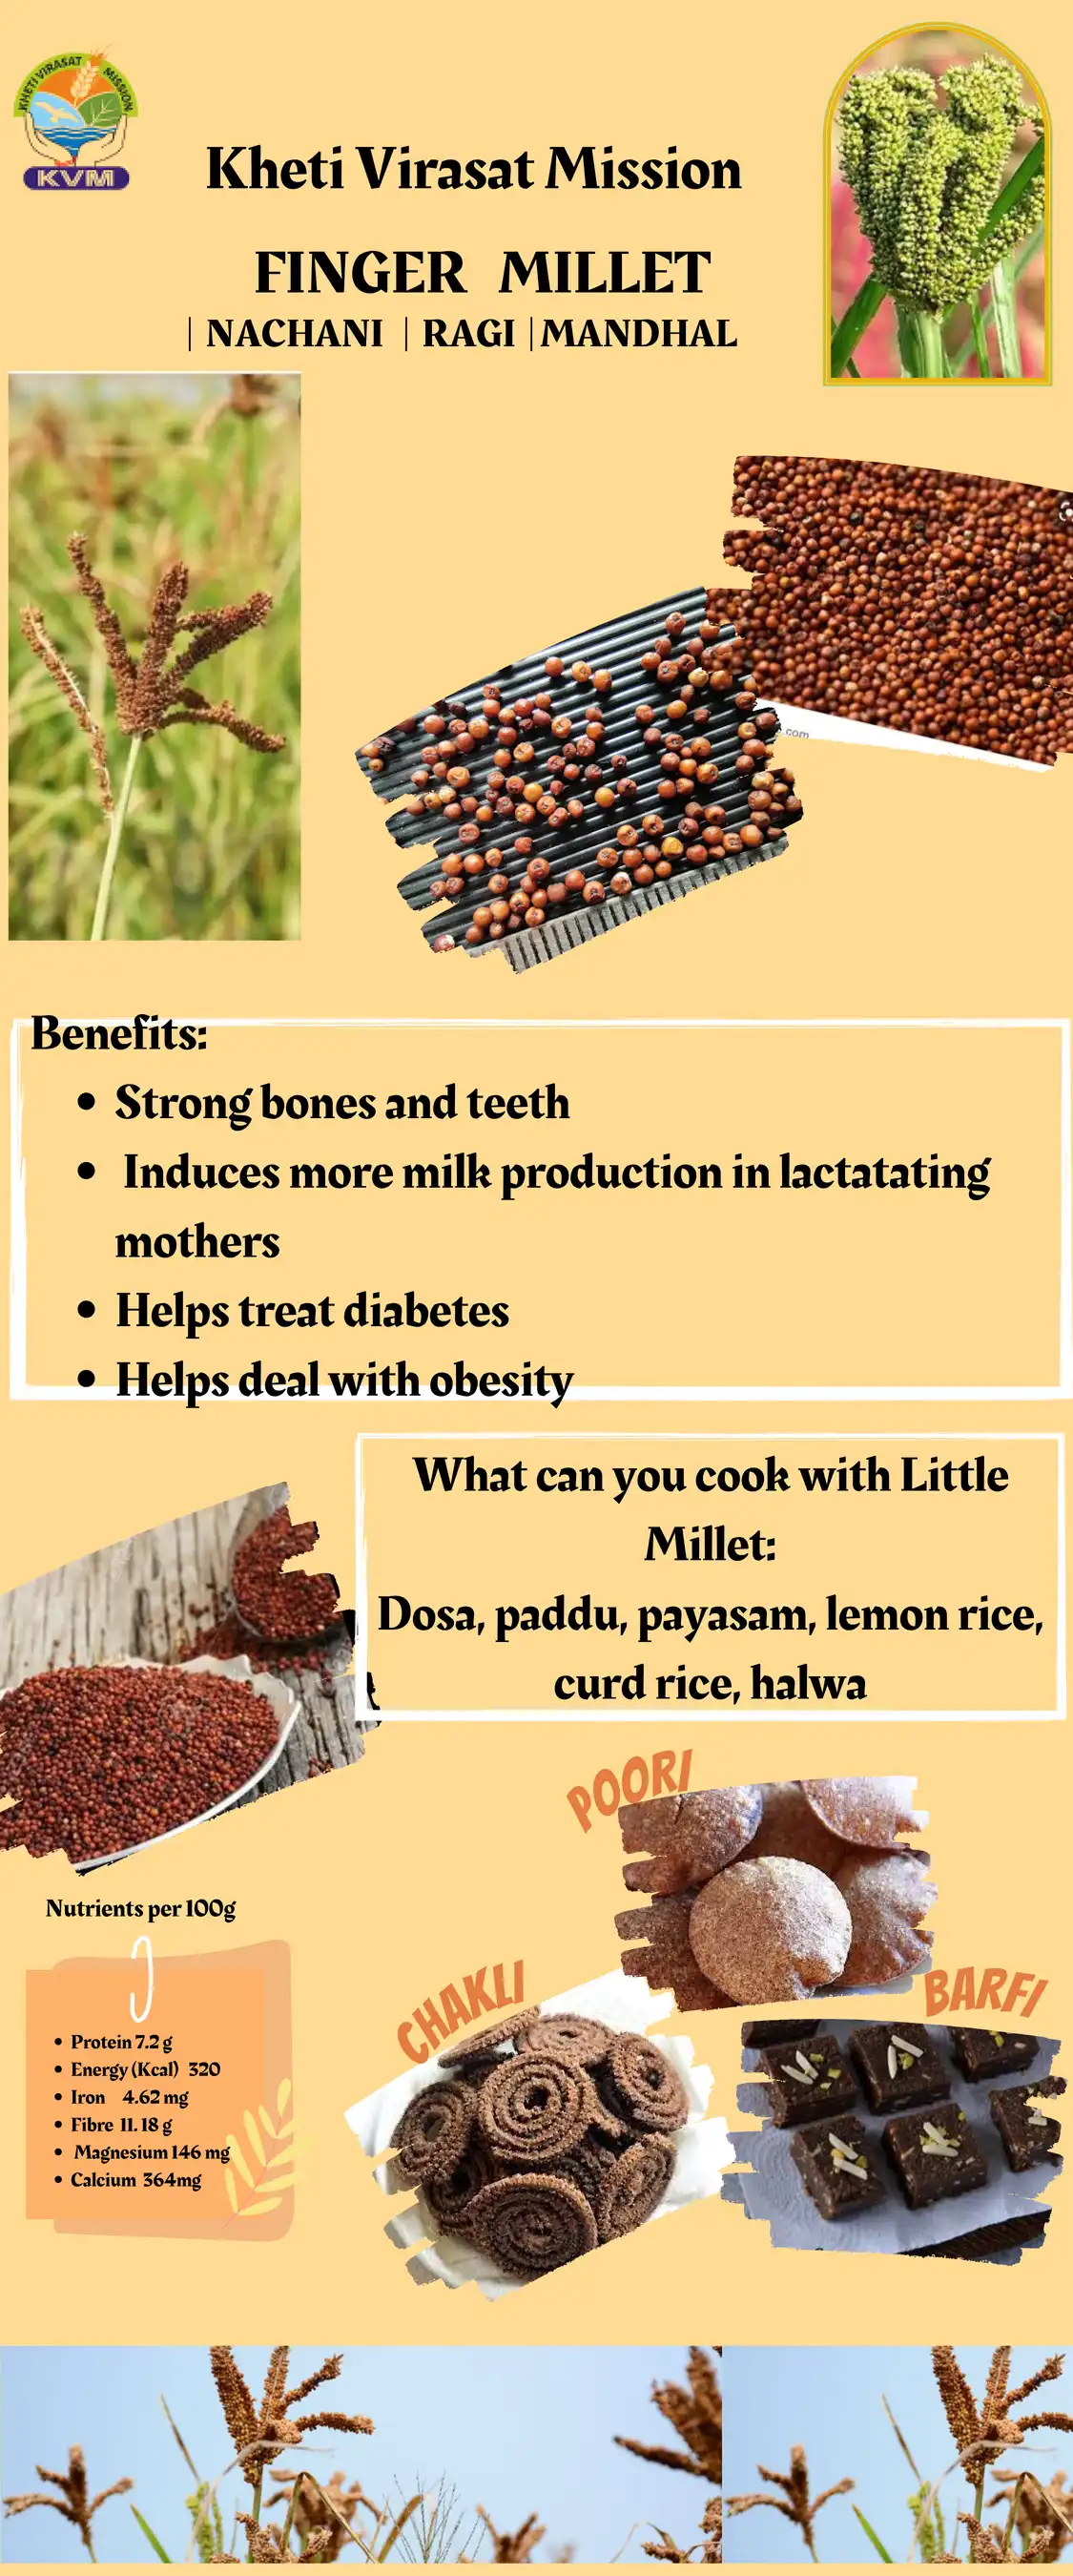 KHETI VIRASAT MISSION
KVM
Kheti Virasat Mission
FINGER MILLET
| NACHANI | RAGI |MANDHAL
.com
Benefits:
• Strong bones and teeth
• Induces more milk production in lactatating
mothers
• Helps treat diabetes
• Helps deal with obesity
What can you cook with Little
Millet:
Dosa, paddu, payasam, lemon rice,
curd rice, halwa
POORI
Nutrients per 100g
CHAKLI
BARFI
• Protein 7.2 g
• Energy (Kcal) 320
• Iron 4.62 mg
• Fibre 11. 18 g
• Magnesium 146 mg
• Calcium 364mg